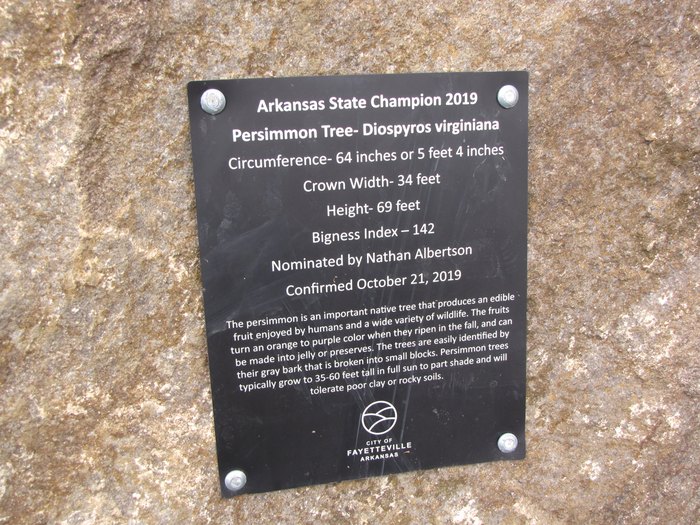 Arkansas State Champion 2019
Persimmon Tree- Diospyros virginiana
Circumference- 64 inches or 5 feet 4 inches
Crown Width- 34 feet
Height- 69 feet
Bigness Index – 142
Nominated by Nathan Albertson
Confirmed October 21, 2019
The persimmon is an important native tree that produces an edible
fruit enjoyed by humans and a wide variety of wildlife. The fruits
turn an orange to purple color when they ripen in the fall, and can
be made into jelly or preserves. The trees are easily identified by
their gray bark that is broken into small blocks. Persimmon trees
typically grow to 35-60 feet tall in full sun to part shade and will
tolerate poor clay or rocky soils.
CITY OF
FAYETTEVILLE
ARKANSAS